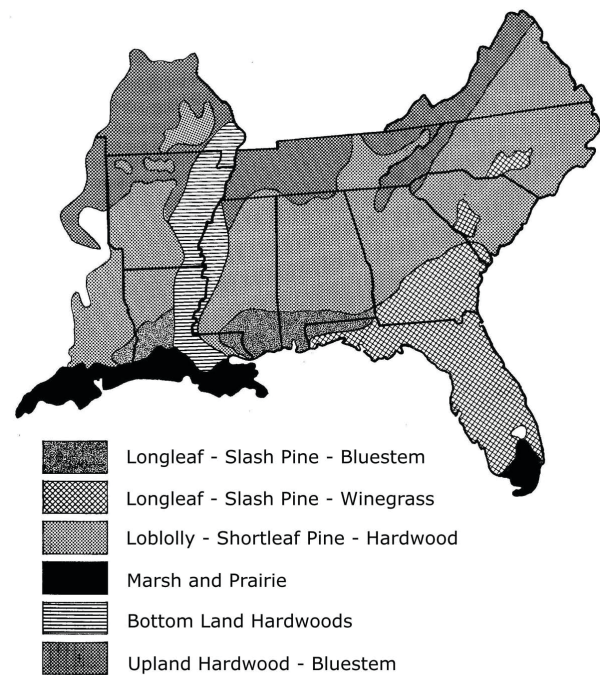 Longleaf - Slash Pine - Bluestem
Longleaf - Slash Pine - Winegrass
Loblolly - Shortleaf Pine - Hardwood
Marsh and Prairie
Bottom Land Hardwoods
Upland Hardwood - Bluestem